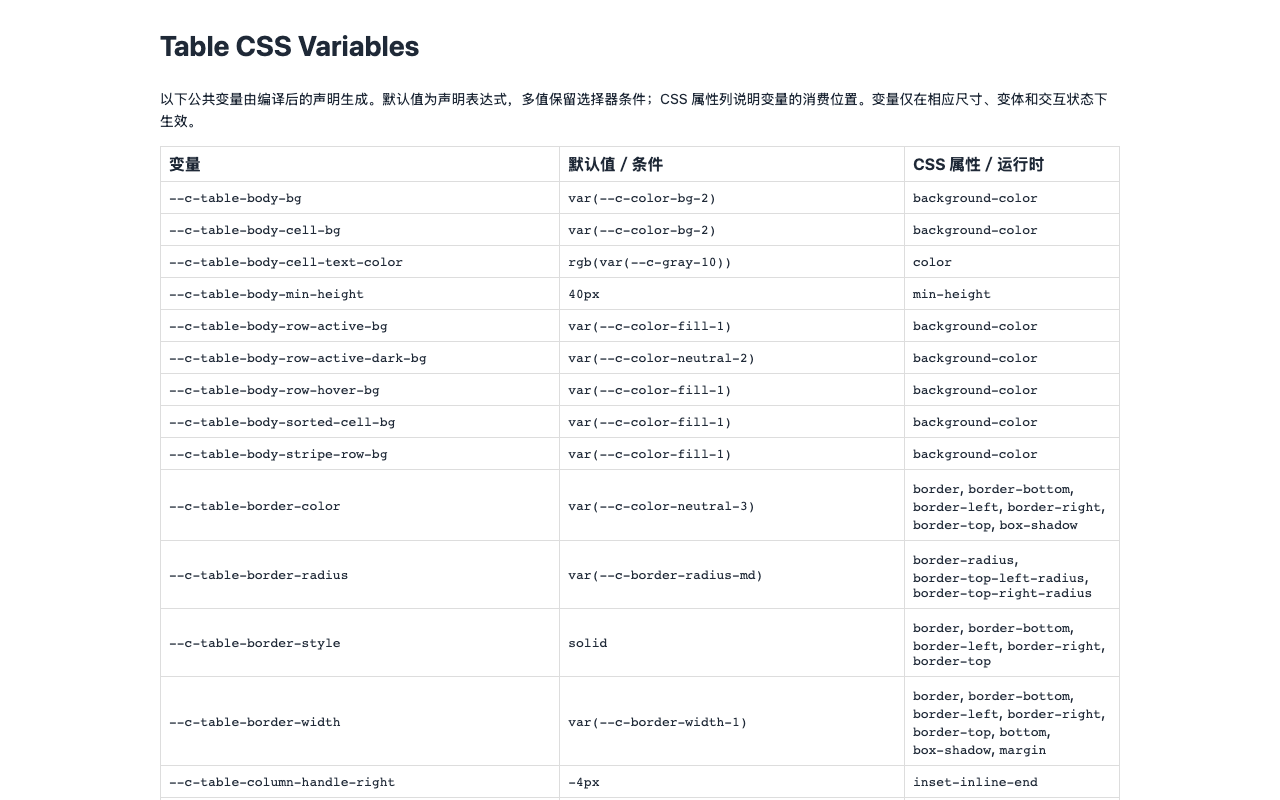 Table CSS Variables
以下公共变量由编译后的声明生成。默认值为声明表达式，多值保留选择器条件；CSS 属性列说明变量的消费位置。变量仅在相应尺寸、变体和交互状态下
生效。
变量 默认值 / 条件 CSS 属性 / 运行时
--c-table-body-bg var(--c-color-bg-2) background-color
--c-table-body-cell-bg var(--c-color-bg-2) background-color
--c-table-body-cell-text-color rgb(var(--c-gray-10)) color
--c-table-body-min-height 40px min-height
--c-table-body-row-active-bg var(--c-color-fill-1) background-color
--c-table-body-row-active-dark-bg var(--c-color-neutral-2) background-color
--c-table-body-row-hover-bg var(--c-color-fill-1) background-color
--c-table-body-sorted-cell-bg var(--c-color-fill-1) background-color
--c-table-body-stripe-row-bg var(--c-color-fill-1) background-color
--c-table-border-color var(--c-color-neutral-3) border, border-bottom,
border-left, border-right,
border-top, box-shadow
--c-table-border-radius var(--c-border-radius-md) border-radius,
border-top-left-radius,
border-top-right-radius
--c-table-border-style solid border, border-bottom,
border-left, border-right,
border-top
--c-table-border-width var(--c-border-width-1) border, border-bottom,
border-left, border-right,
border-top, bottom,
box-shadow, margin
--c-table-column-handle-right -4px inset-inline-end